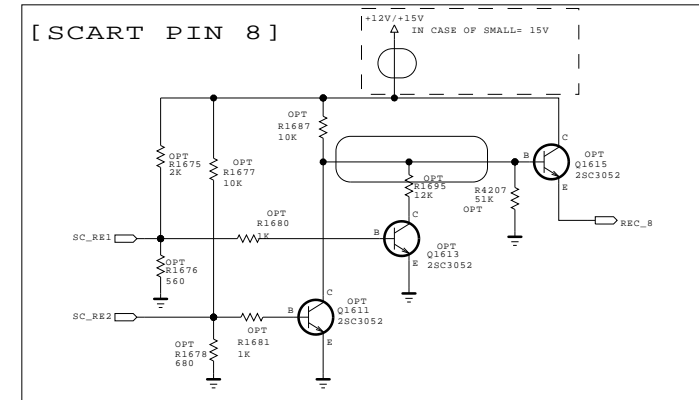 [SCART PIN 8]
+12V/+15V
IN CASE OF SMALL= 15V
OPT
R1675
2K
OPT
R1677
10K
OPT
R1687
10K
OPT
R1695
12K
R4207
51K
OPT
B
C
E
OPT
Q1615
2SC3052
REC_8
SC_RE1
OPT
R1680
1K
B
C
E
OPT
Q1613
2SC3052
OPT
R1676
560
SC_RE2
OPT
R1681
1K
B
C
E
OPT
Q1611
2SC3052
OPT
R1678
680